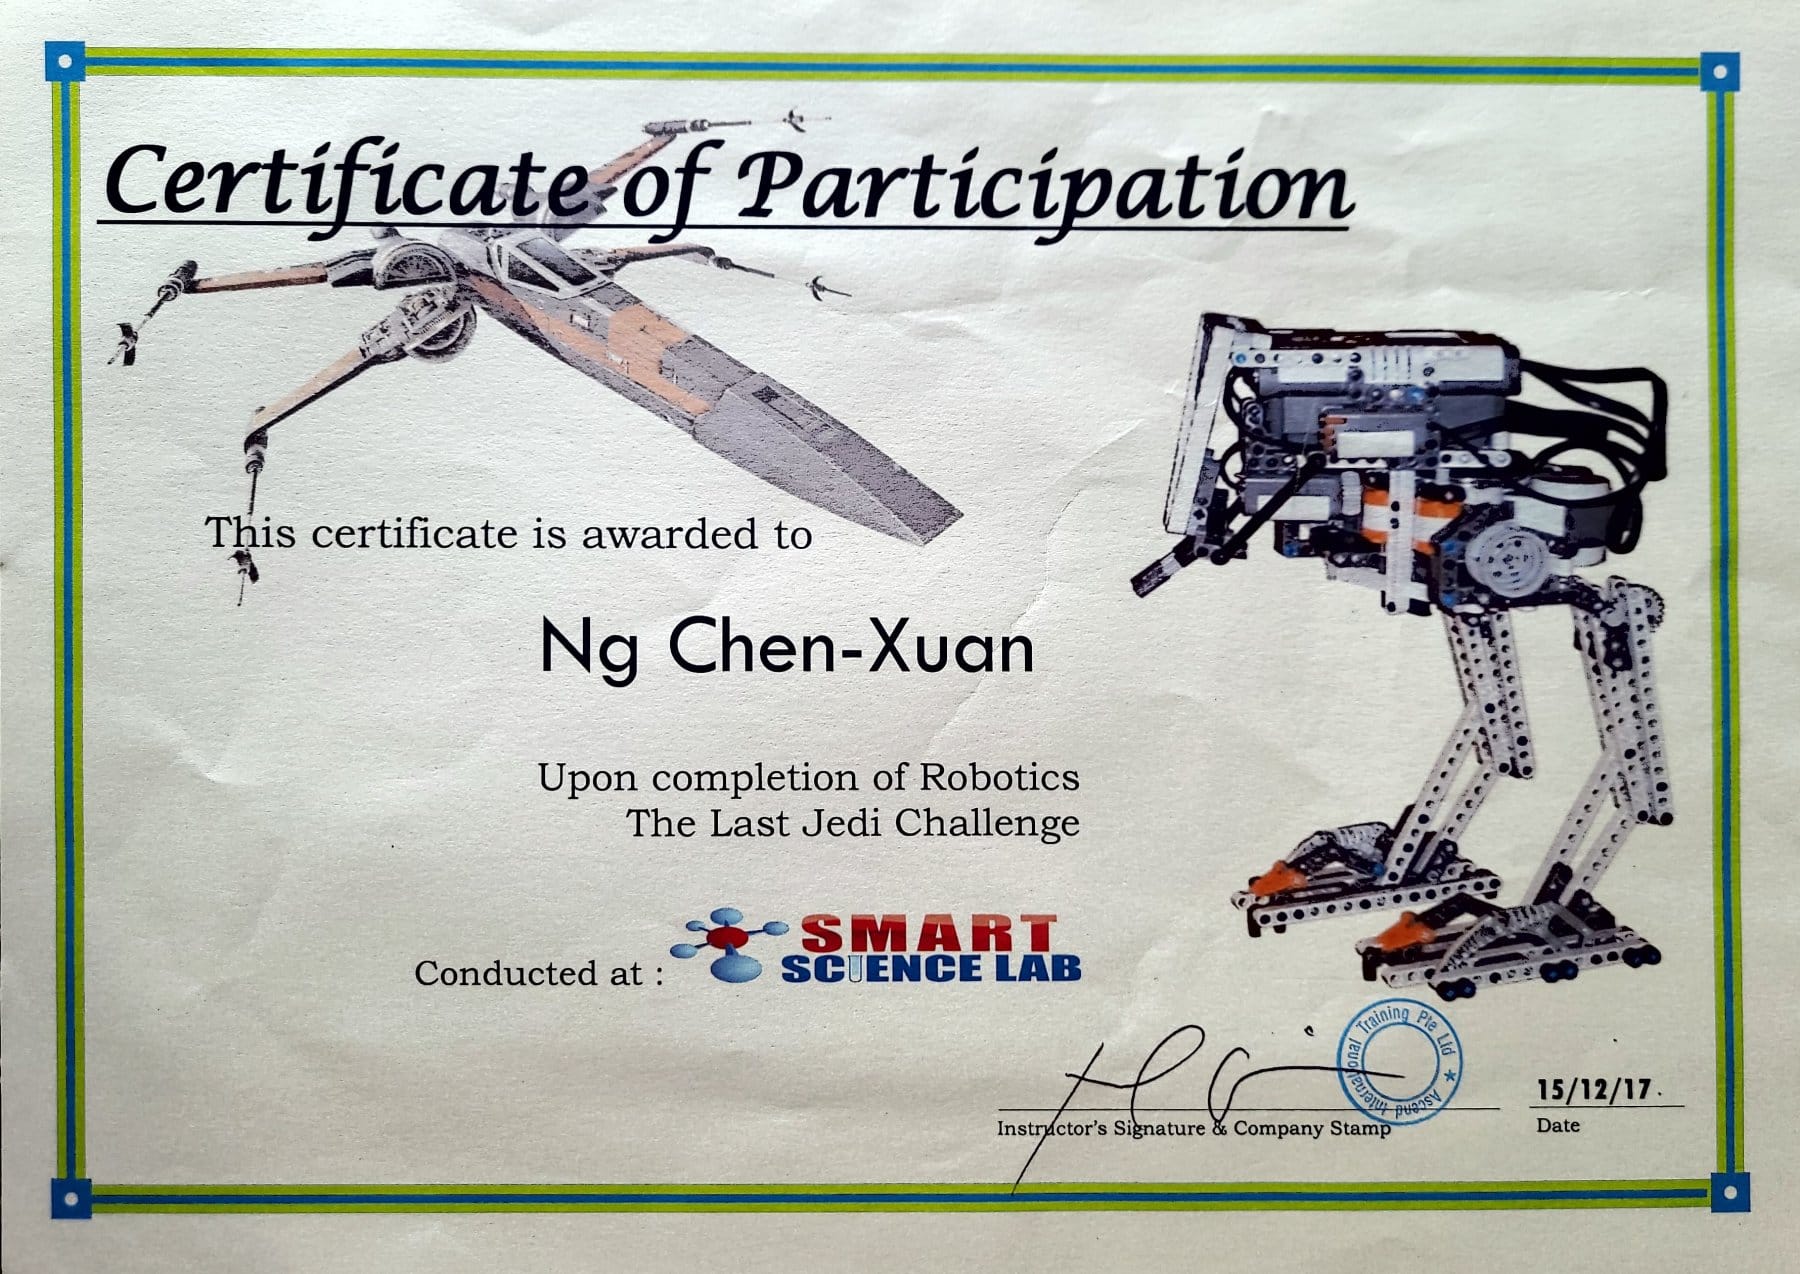 Certificate of Participation
This certificate is awarded to
Ng Chen-Xuan
Upon completion of Robotics
The Last Jedi Challenge
Conducted at :
SMART
SCIENCE LAB
Ascend International Training Pte Ltd ★
15/12/17.
Instructor's Signature & Company Stamp
Date